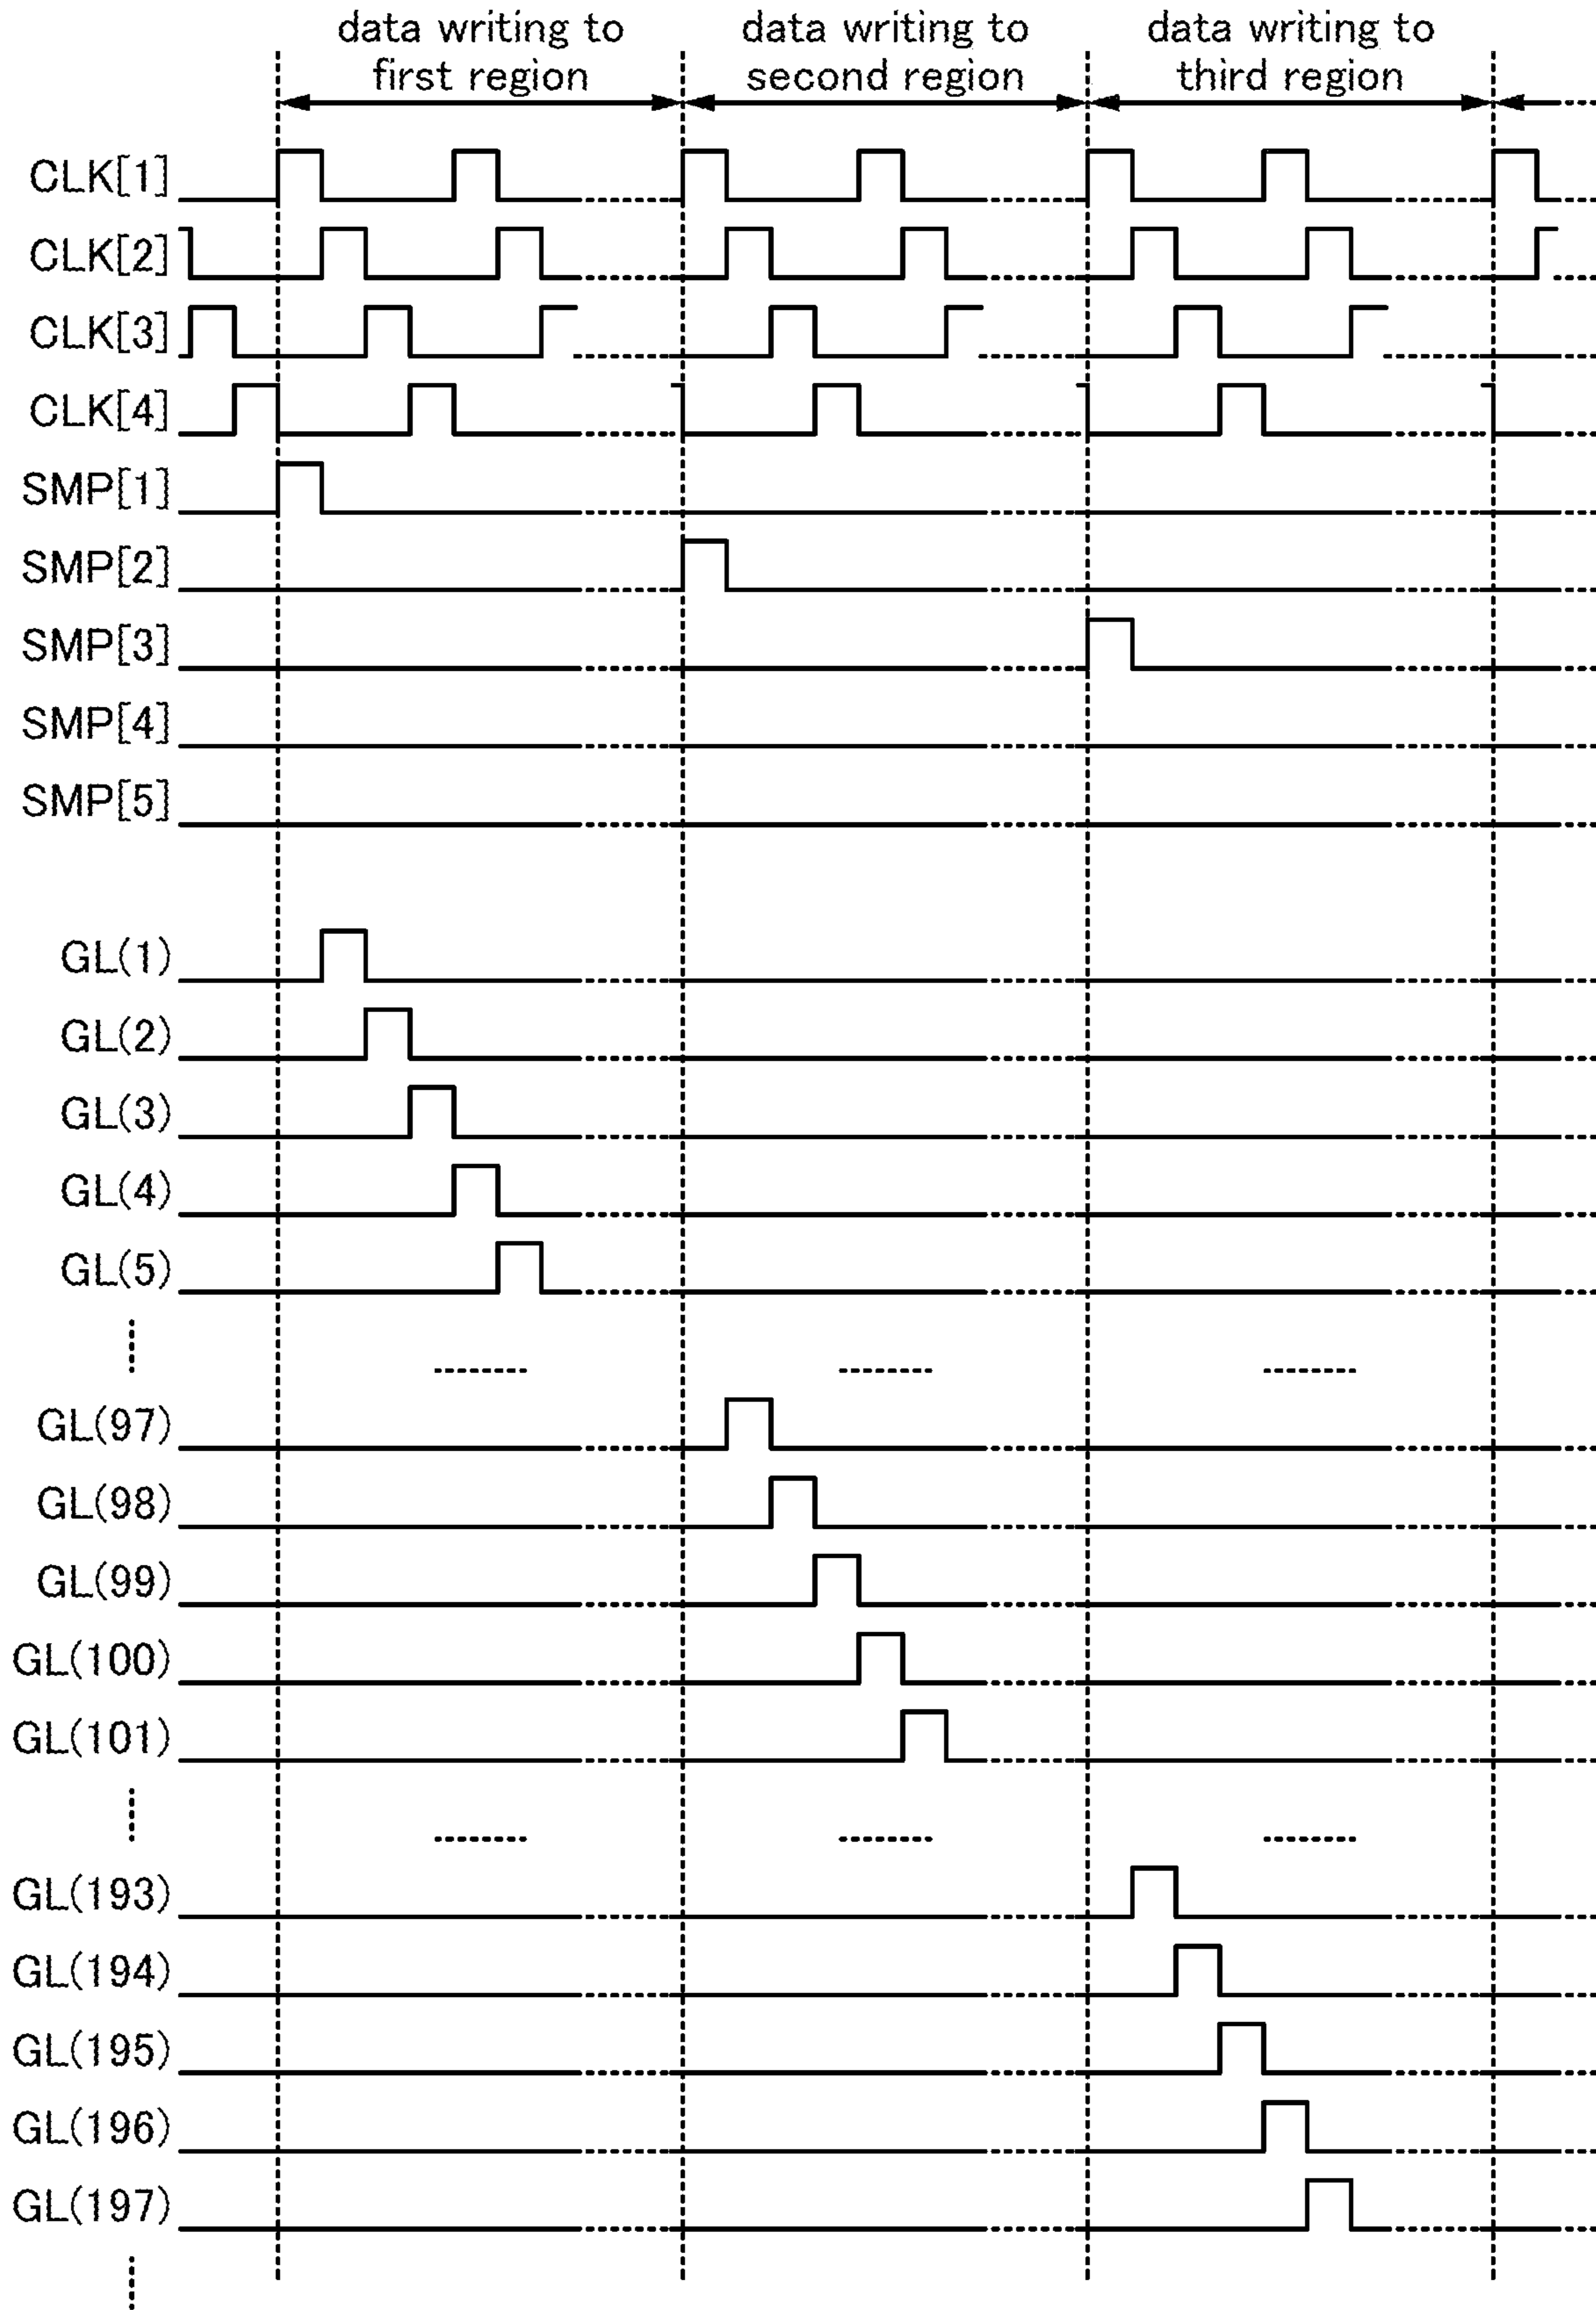 data writing to
first region
data writing to
second region
data writing to
third region
CLK[1]
CLK[2]
CLK[3]
CLK[4]
SMP[1]
SMP[2]
SMP[3]
SMP[4]
SMP[5]
GL(1)
GL(2)
GL(3)
GL(4)
GL(5)
GL(97)
GL(98)
GL(99)
GL(100)
GL(101)
GL(193)
GL(194)
GL(195)
GL(196)
GL(197)